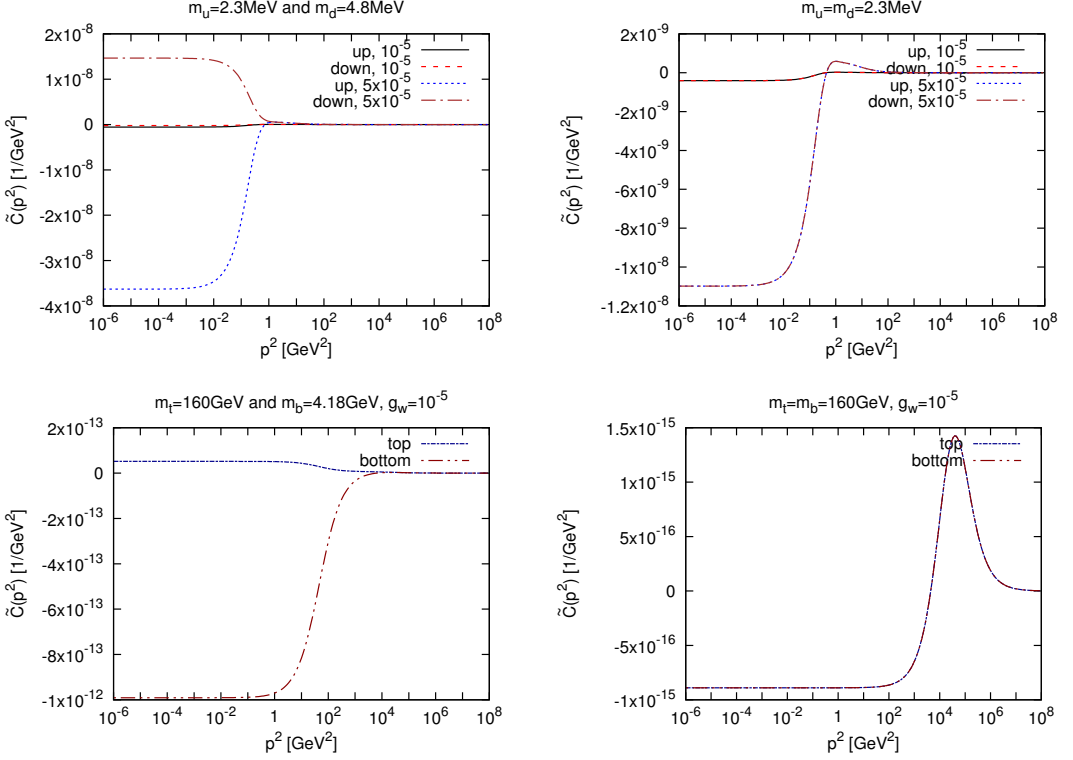 m_u=2.3MeV and m_d=4.8MeV
2x10^-8
1x10^-8
0
-1x10^-8
-2x10^-8
-3x10^-8
-4x10^-8
C̃(p^2) [1/GeV^2]
up, 10^-5
down, 10^-5
up, 5x10^-5
down, 5x10^-5
10^-6 10^-4 10^-2 1 10^2 10^4 10^6 10^8
p^2 [GeV^2]
m_u=m_d=2.3MeV
2x10^-9
0
-2x10^-9
-4x10^-9
-6x10^-9
-8x10^-9
-1x10^-8
-1.2x10^-8
C̃(p^2) [1/GeV^2]
up, 10^-5
down, 10^-5
up, 5x10^-5
down, 5x10^-5
10^-6 10^-4 10^-2 1 10^2 10^4 10^6 10^8
p^2 [GeV^2]
m_t=160GeV and m_b=4.18GeV, g_w=10^-5
2x10^-13
0
-2x10^-13
-4x10^-13
-6x10^-13
-8x10^-13
-1x10^-12
C̃(p^2) [1/GeV^2]
top
bottom
10^-6 10^-4 10^-2 1 10^2 10^4 10^6 10^8
p^2 [GeV^2]
m_t=m_b=160GeV, g_w=10^-5
1.5x10^-15
1x10^-15
5x10^-16
0
-5x10^-16
-1x10^-15
C̃(p^2) [1/GeV^2]
top
bottom
10^-6 10^-4 10^-2 1 10^2 10^4 10^6 10^8
p^2 [GeV^2]